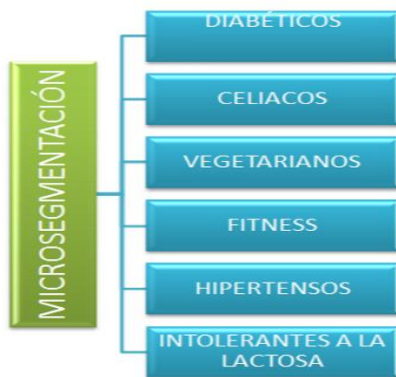 MICROSEGMENTACIÓN
DIABÉTICOS
CELIACOS
VEGETARIANOS
FITNESS
HIPERTENSOS
INTOLERANTES A LA
LACTOSA